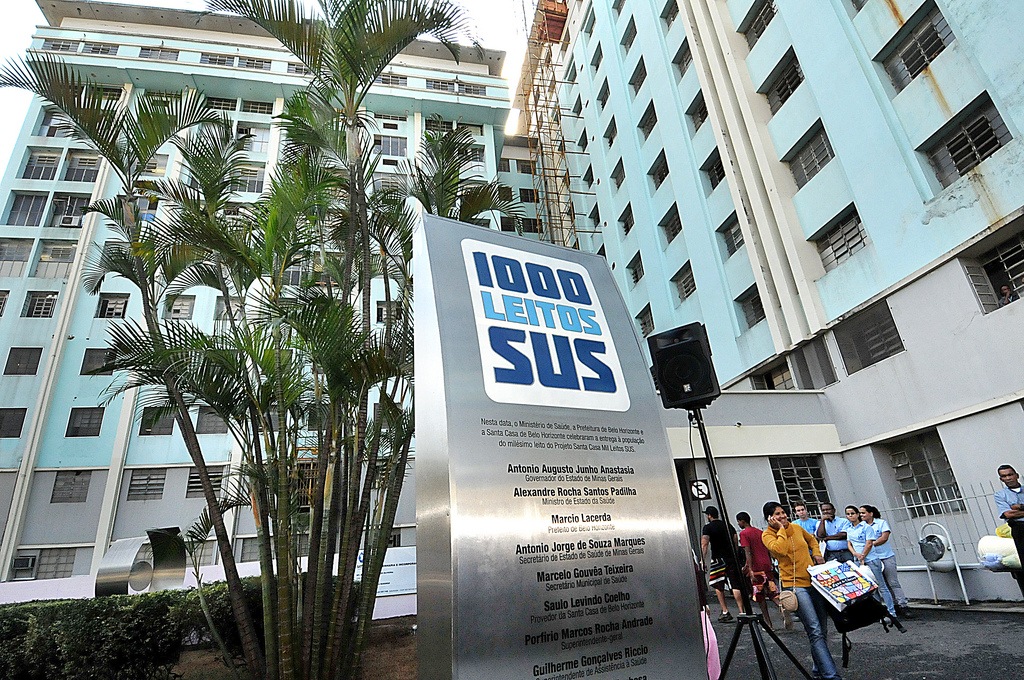 1000
LEITOS
SUS
Nesta data, o Ministério da Saúde, a Prefeitura de Belo Horizonte e
a Santa Casa de Belo Horizonte celebraram a entrega à população
do milésimo leito do Projeto Santa Casa Mil Leitos SUS.
Antonio Augusto Junho Anastasia
Governador do Estado de Minas Gerais
Alexandre Rocha Santos Padilha
Ministro de Estado da Saúde
Marcio Lacerda
Prefeito de Belo Horizonte
Antonio Jorge de Souza Marques
Secretário de Estado de Saúde de Minas Gerais
Marcelo Gouvêa Teixeira
Secretário Municipal de Saúde
Saulo Levindo Coelho
Provedor da Santa Casa de Belo Horizonte
Porfírio Marcos Rocha Andrade
Superintendente-geral
Guilherme Gonçalves Riccio
Superintendente de Assistência à Saúde